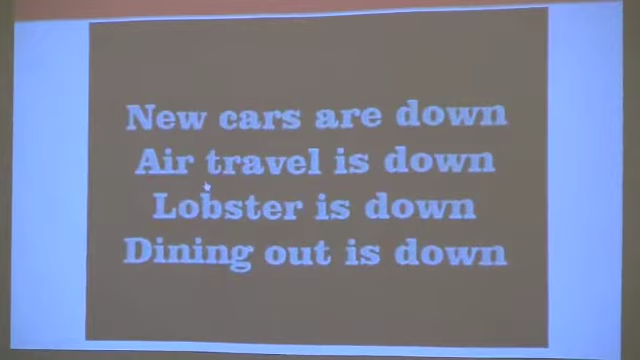 New cars are down
Air travel is down
Lobster is down
Dining out is down